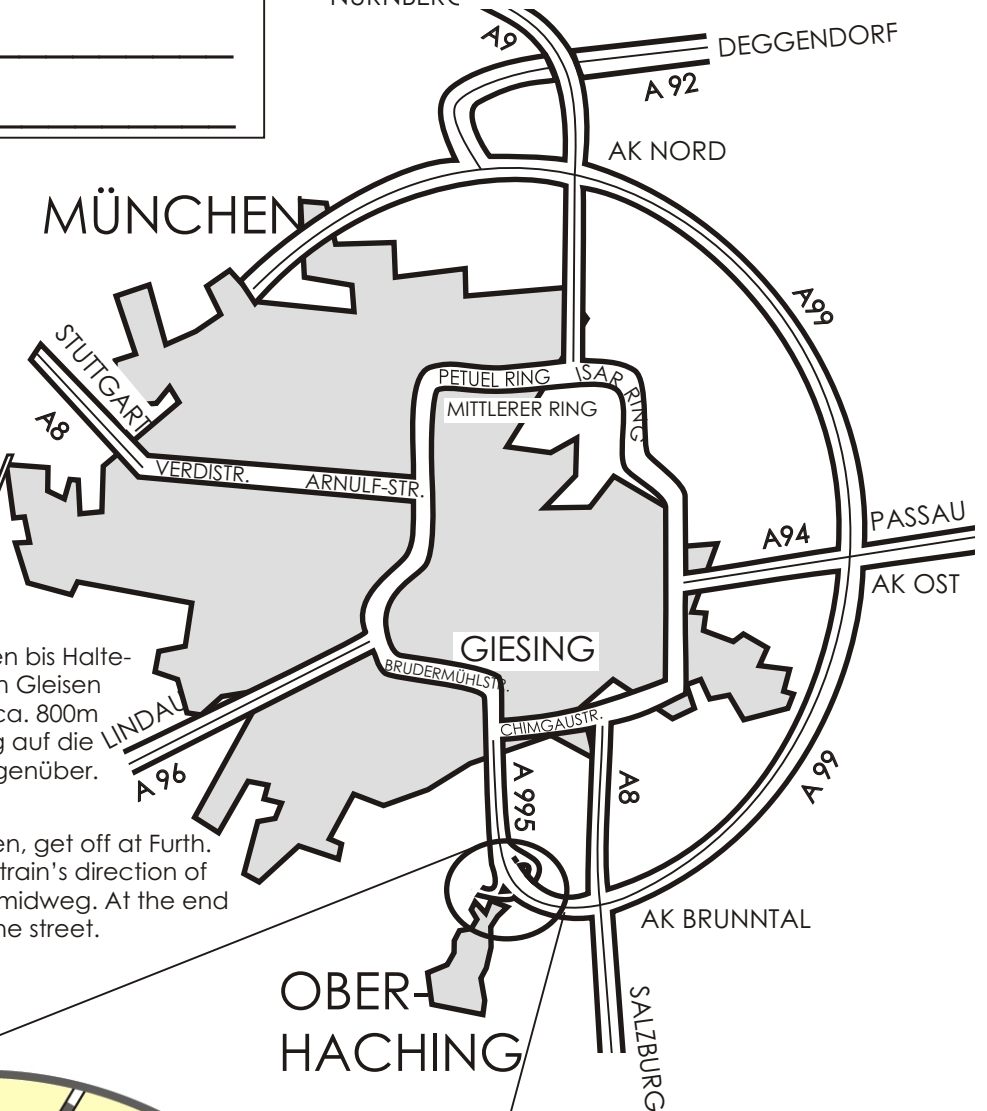 A9
DEGGENDORF
A 92
AK NORD
MÜNCHEN
A99
STUTTGART
A8
PETUEL RING
ISAR RING
MITTLERER RING
VERDISTR.
ARNULF-STR.
A94
PASSAU
AK OST
GIESING
BRUDERMÜHLSTR.
CHIMGAUSTR.
LINDAU
A 96
en bis Halte-
n Gleisen
ca. 800m
g auf die
genüber.
A 995
A8
A 99
en, get off at Furth.
train's direction of
midweg. At the end
ne street.
AK BRUNNTAL
OBER-
HACHING
SALZBURG